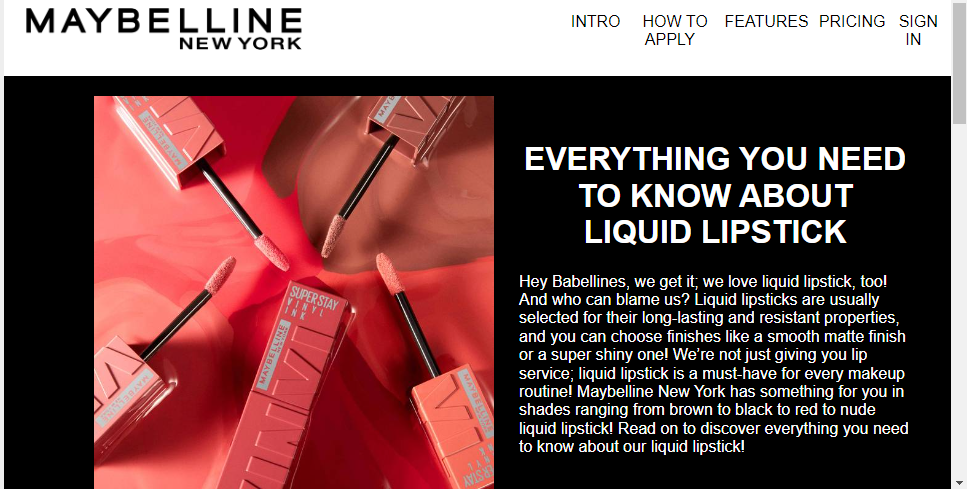 MAYBELLINE
NEW YORK
INTRO
HOW TO
APPLY
FEATURES
PRICING
SIGN
IN
EVERYTHING YOU NEED
TO KNOW ABOUT
LIQUID LIPSTICK
Hey Babellines, we get it; we love liquid lipstick, too!
And who can blame us? Liquid lipsticks are usually
selected for their long-lasting and resistant properties,
and you can choose finishes like a smooth matte finish
or a super shiny one! We’re not just giving you lip
service; liquid lipstick is a must-have for every makeup
routine! Maybelline New York has something for you in
shades ranging from brown to black to red to nude
liquid lipstick! Read on to discover everything you need
to know about our liquid lipstick!
MAYBELLINE
SUPERSTAY
VINYL
INK
MAYBELLINE